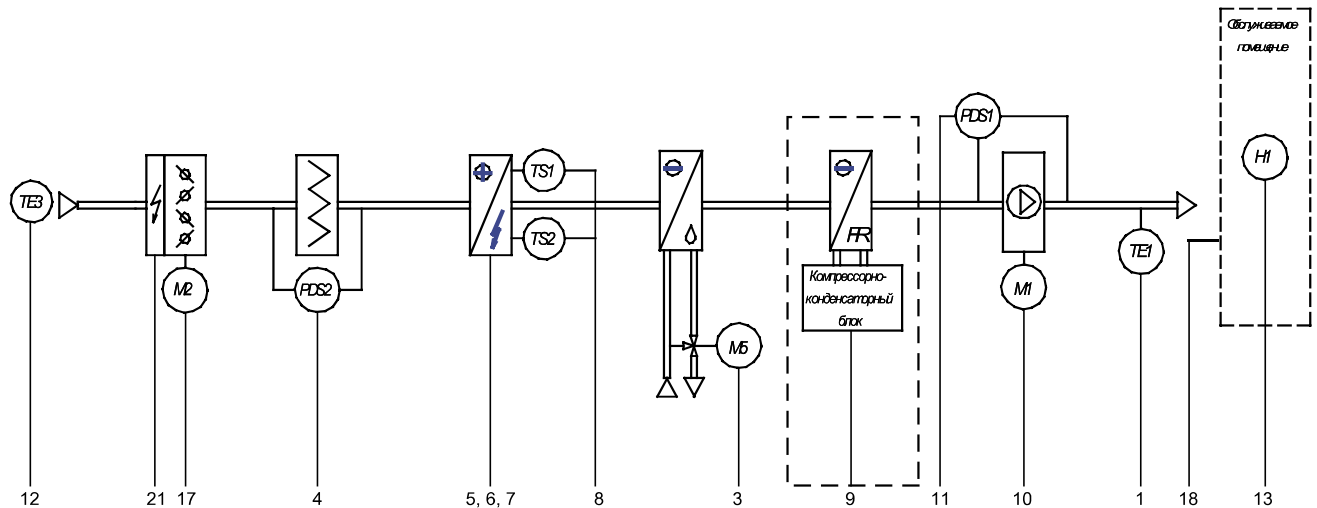 Обслуживаемое
помещение
PDS1
H1
TE3
TS1
TS2
TE1
M2
PDS2
FR
Компрессорно-
конденсаторный
блок
M1
M5
12
21
17
4
5, 6, 7
8
3
9
11
10
1
18
13